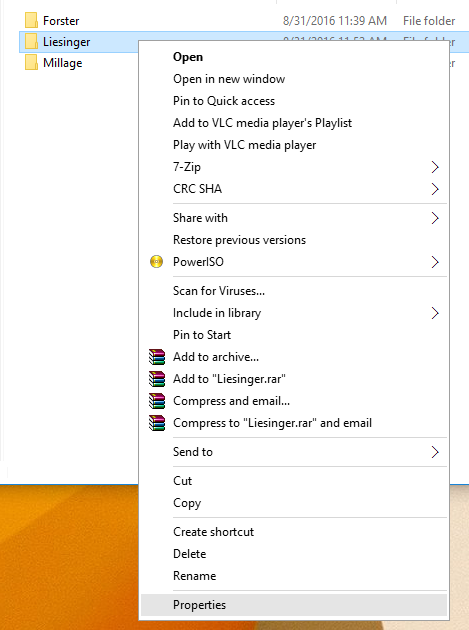 Forster 8/31/2016 11:39 AM File folder
Liesinger 8/31/2016 11:53 AM File folder
Millage
Open
Open in new window
Pin to Quick access
Add to VLC media player's Playlist
Play with VLC media player
7-Zip
CRC SHA
Share with
Restore previous versions
PowerISO
Scan for Viruses...
Include in library
Pin to Start
Add to archive...
Add to "Liesinger.rar"
Compress and email...
Compress to "Liesinger.rar" and email
Send to
Cut
Copy
Create shortcut
Delete
Rename
Properties